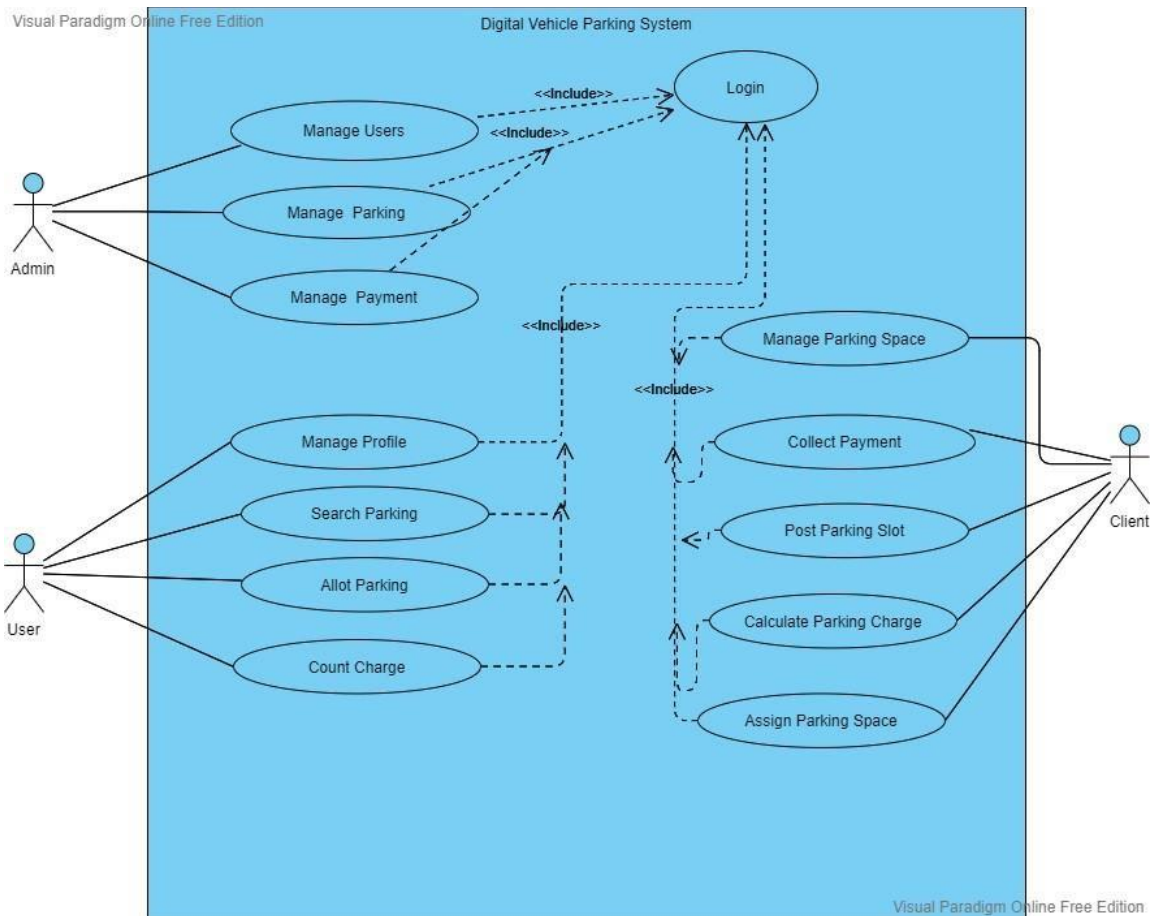 Visual Paradigm Online Free Edition
Digital Vehicle Parking System
Login
<<Include>>
Manage Users
<<Include>>
Manage Parking
Admin
Manage Payment
<<Include>>
Manage Parking Space
<<Include>>
Manage Profile
Collect Payment
Search Parking
Post Parking Slot
Client
Allot Parking
User
Calculate Parking Charge
Count Charge
Assign Parking Space
Visual Paradigm Online Free Edition